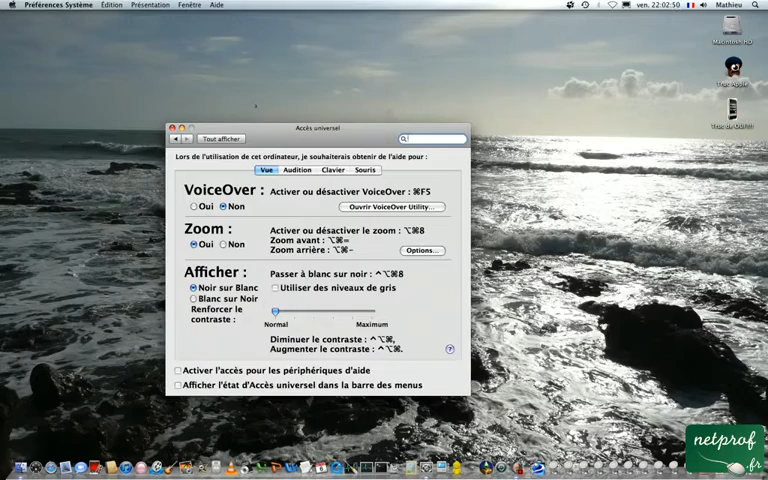 Préférences Système Édition Présentation Fenêtre Aide ven. 22:02:50 Mathieu
Macintosh HD
Truc Apple
Accès universel
Tout afficher
Lors de l'utilisation de cet ordinateur, je souhaiterais obtenir de l'aide pour :
Vue Audition Clavier Souris
VoiceOver : Activer ou désactiver VoiceOver : ⌘F5
Oui Non Ouvrir VoiceOver Utility...
Zoom : Activer ou désactiver le zoom : ⌥⌘8
Zoom avant : ⌥⌘=
Oui Non Zoom arrière : ⌥⌘- Options...
Afficher : Passer à blanc sur noir : ^⌥⌘8
Noir sur Blanc Utiliser des niveaux de gris
Blanc sur Noir
Renforcer le
contraste :
Normal Maximum
Diminuer le contraste : ^⌥⌘,
Augmenter le contraste : ^⌥⌘.
?
Activer l'accès pour les périphériques d'aide
Afficher l'état d'Accès universel dans la barre des menus
netprof
.fr